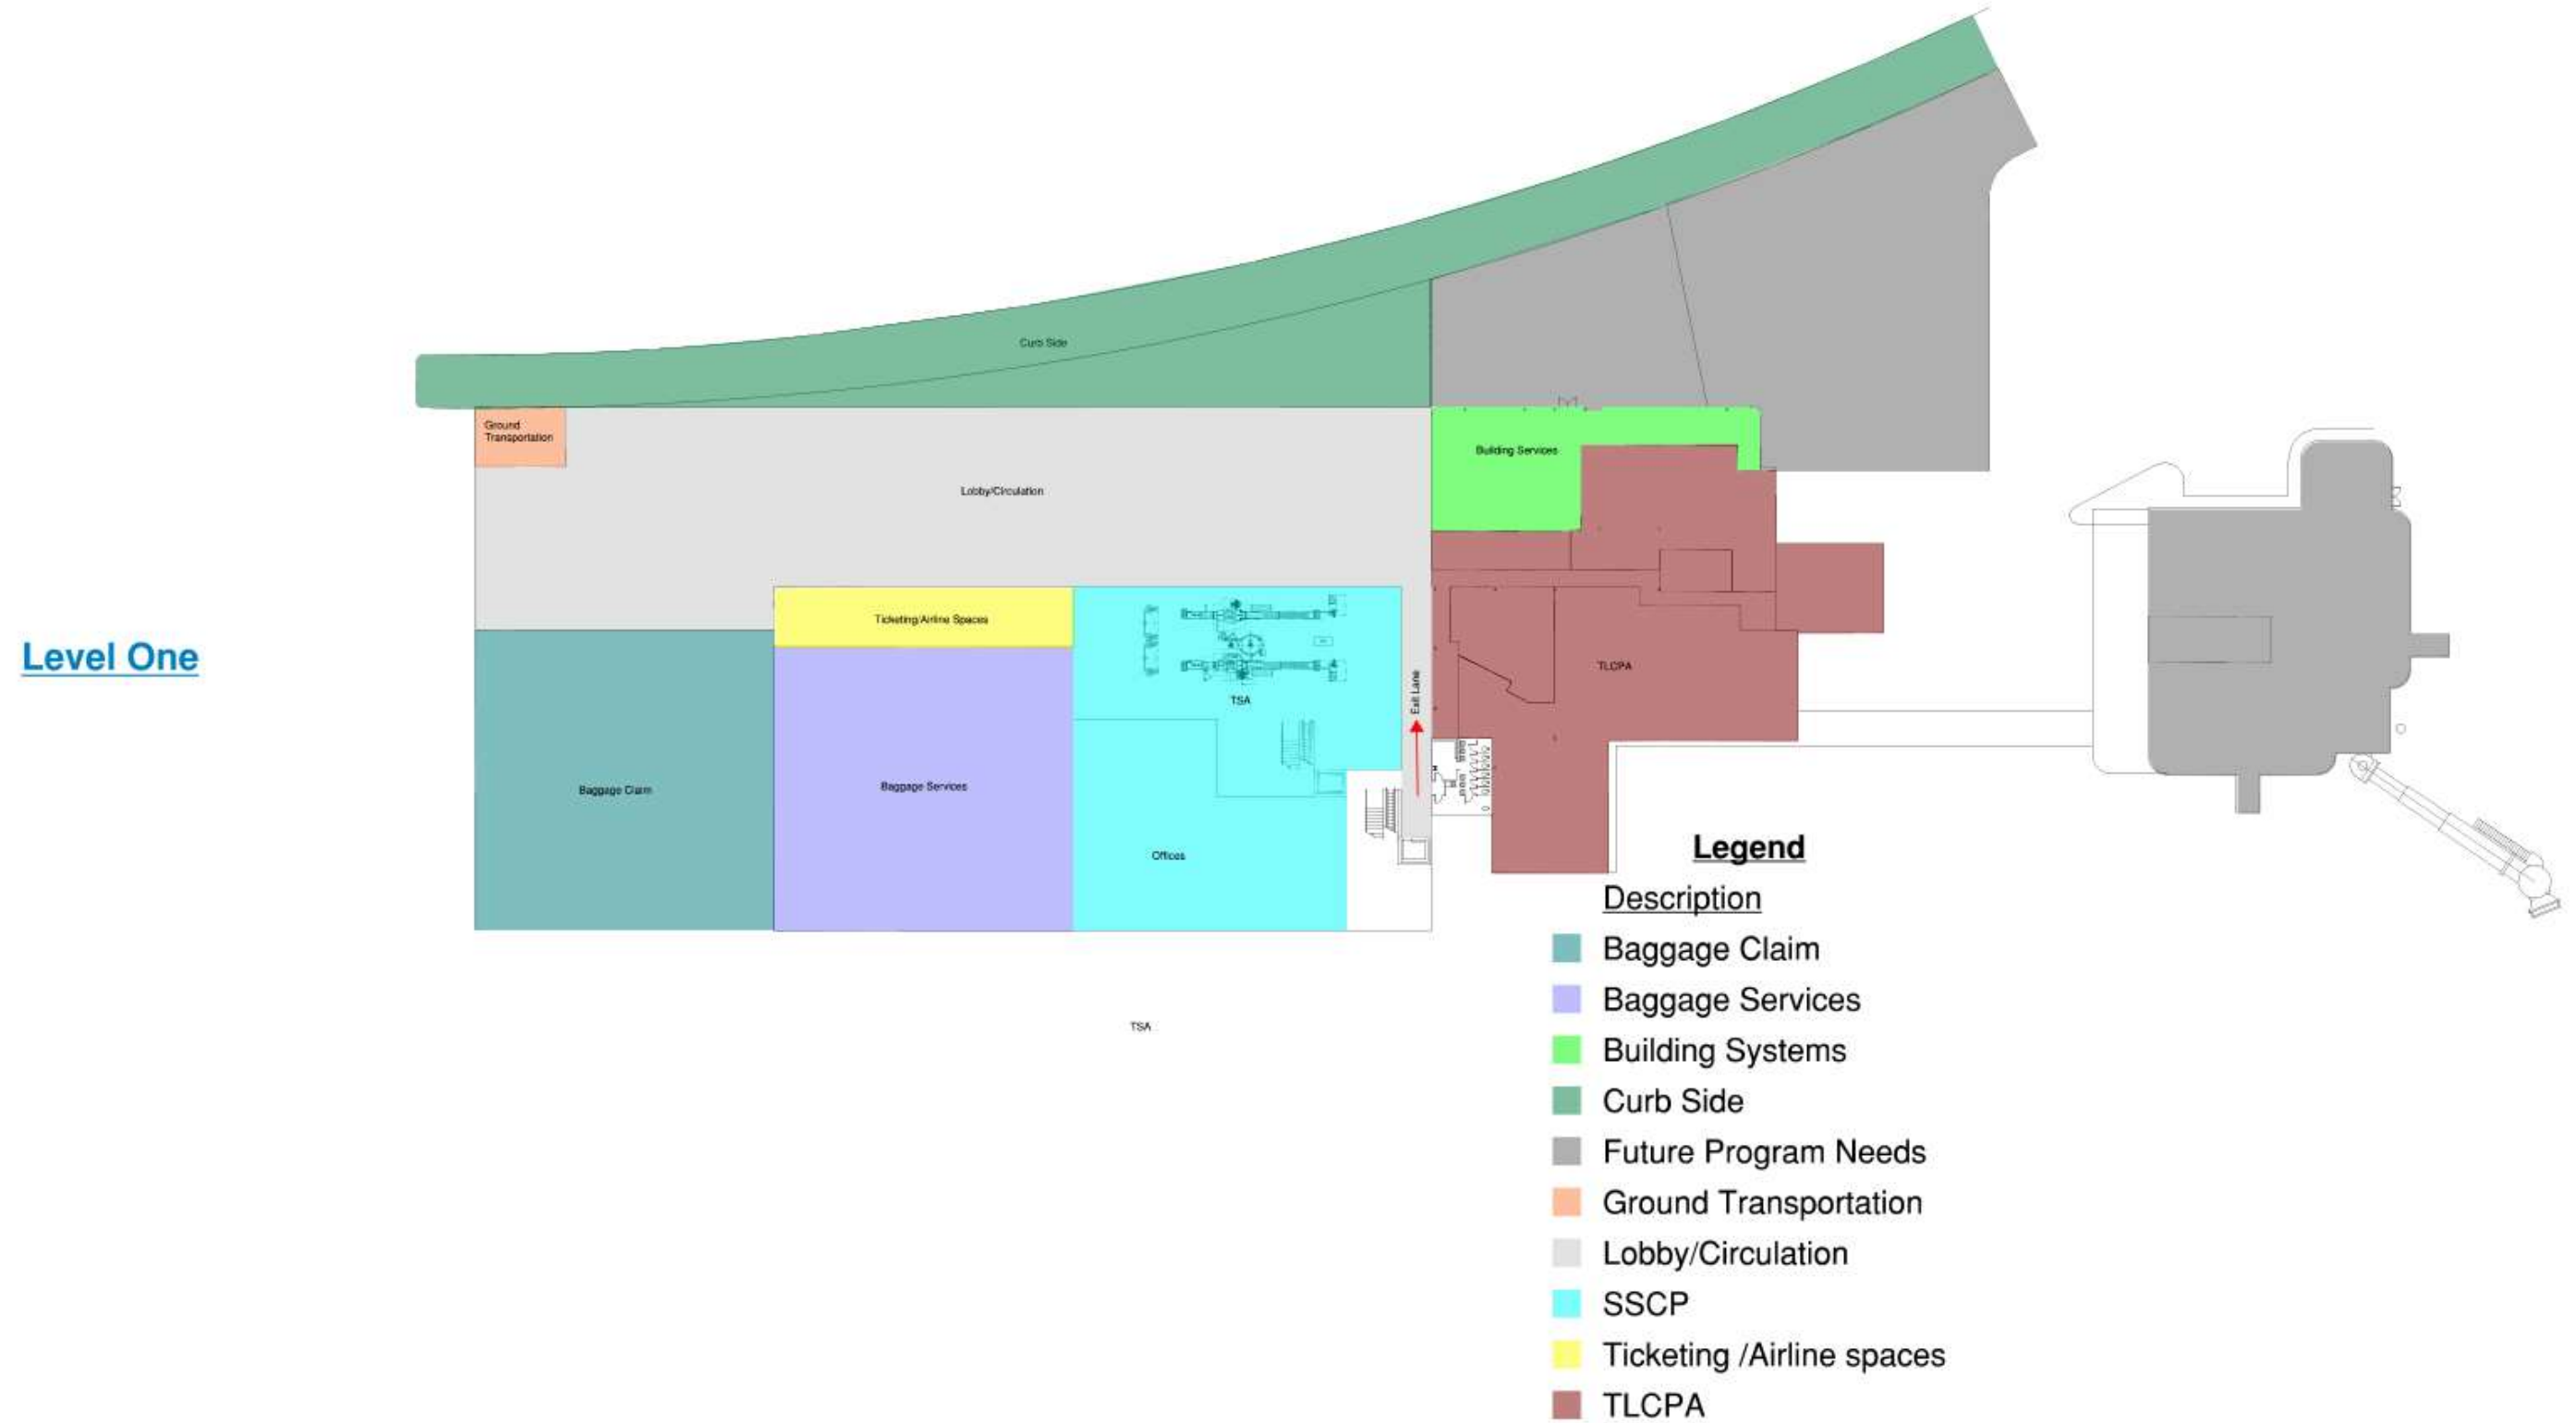 Curb Side
Ground
Transportation
Building Services
Lobby/Circulation
Ticketing/Airline Spaces
Level One
TLCPA
Exit Lane
TSA
Baggage Claim
Baggage Services
Offices
TSA
Legend
Description
Baggage Claim
Baggage Services
Building Systems
Curb Side
Future Program Needs
Ground Transportation
Lobby/Circulation
SSCP
Ticketing /Airline spaces
TLCPA